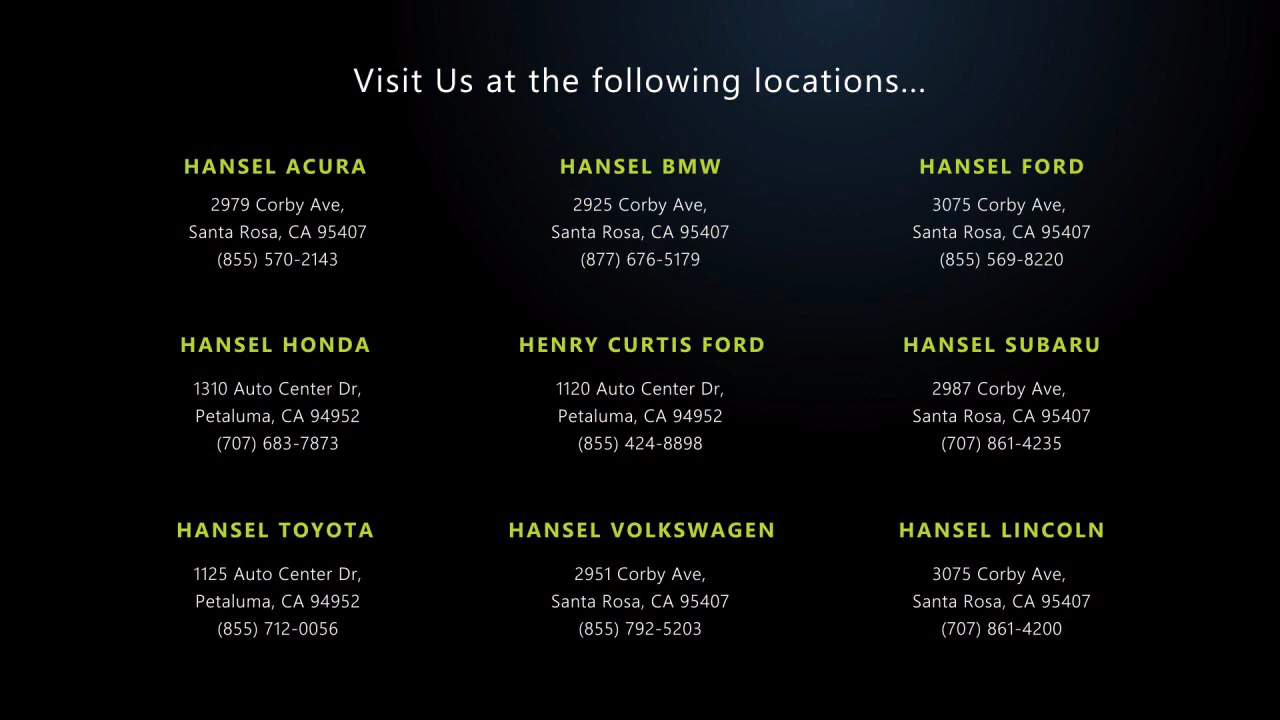 Visit Us at the following locations...
HANSEL ACURA
2979 Corby Ave,
Santa Rosa, CA 95407
(855) 570-2143
HANSEL BMW
2925 Corby Ave,
Santa Rosa, CA 95407
(877) 676-5179
HANSEL FORD
3075 Corby Ave,
Santa Rosa, CA 95407
(855) 569-8220
HANSEL HONDA
1310 Auto Center Dr,
Petaluma, CA 94952
(707) 683-7873
HENRY CURTIS FORD
1120 Auto Center Dr,
Petaluma, CA 94952
(855) 424-8898
HANSEL SUBARU
2987 Corby Ave,
Santa Rosa, CA 95407
(707) 861-4235
HANSEL TOYOTA
1125 Auto Center Dr,
Petaluma, CA 94952
(855) 712-0056
HANSEL VOLKSWAGEN
2951 Corby Ave,
Santa Rosa, CA 95407
(855) 792-5203
HANSEL LINCOLN
3075 Corby Ave,
Santa Rosa, CA 95407
(707) 861-4200